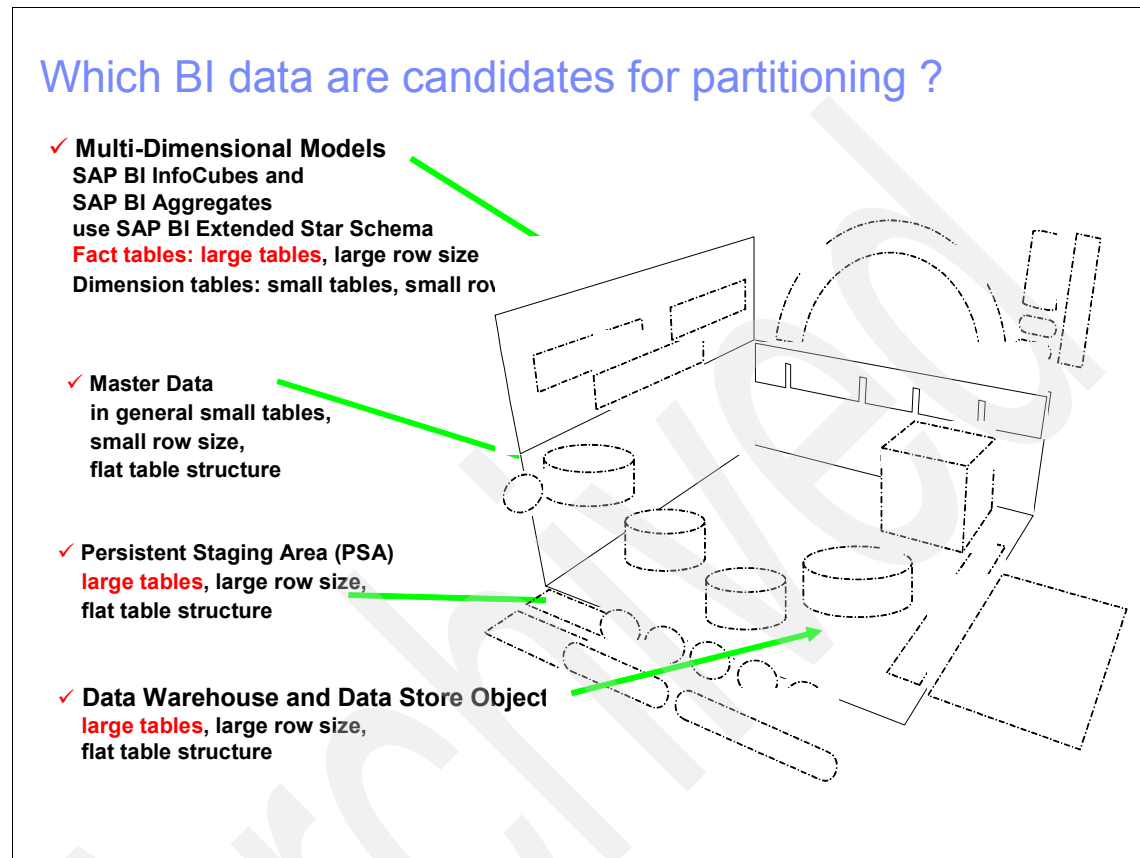 Which BI data are candidates for partitioning ?
✓ Multi-Dimensional Models
SAP BI InfoCubes and
SAP BI Aggregates
use SAP BI Extended Star Schema
Fact tables: large tables, large row size
Dimension tables: small tables, small rov
✓ Master Data
in general small tables,
small row size,
flat table structure
✓ Persistent Staging Area (PSA)
large tables, large row size,
flat table structure
✓ Data Warehouse and Data Store Object
large tables, large row size,
flat table structure